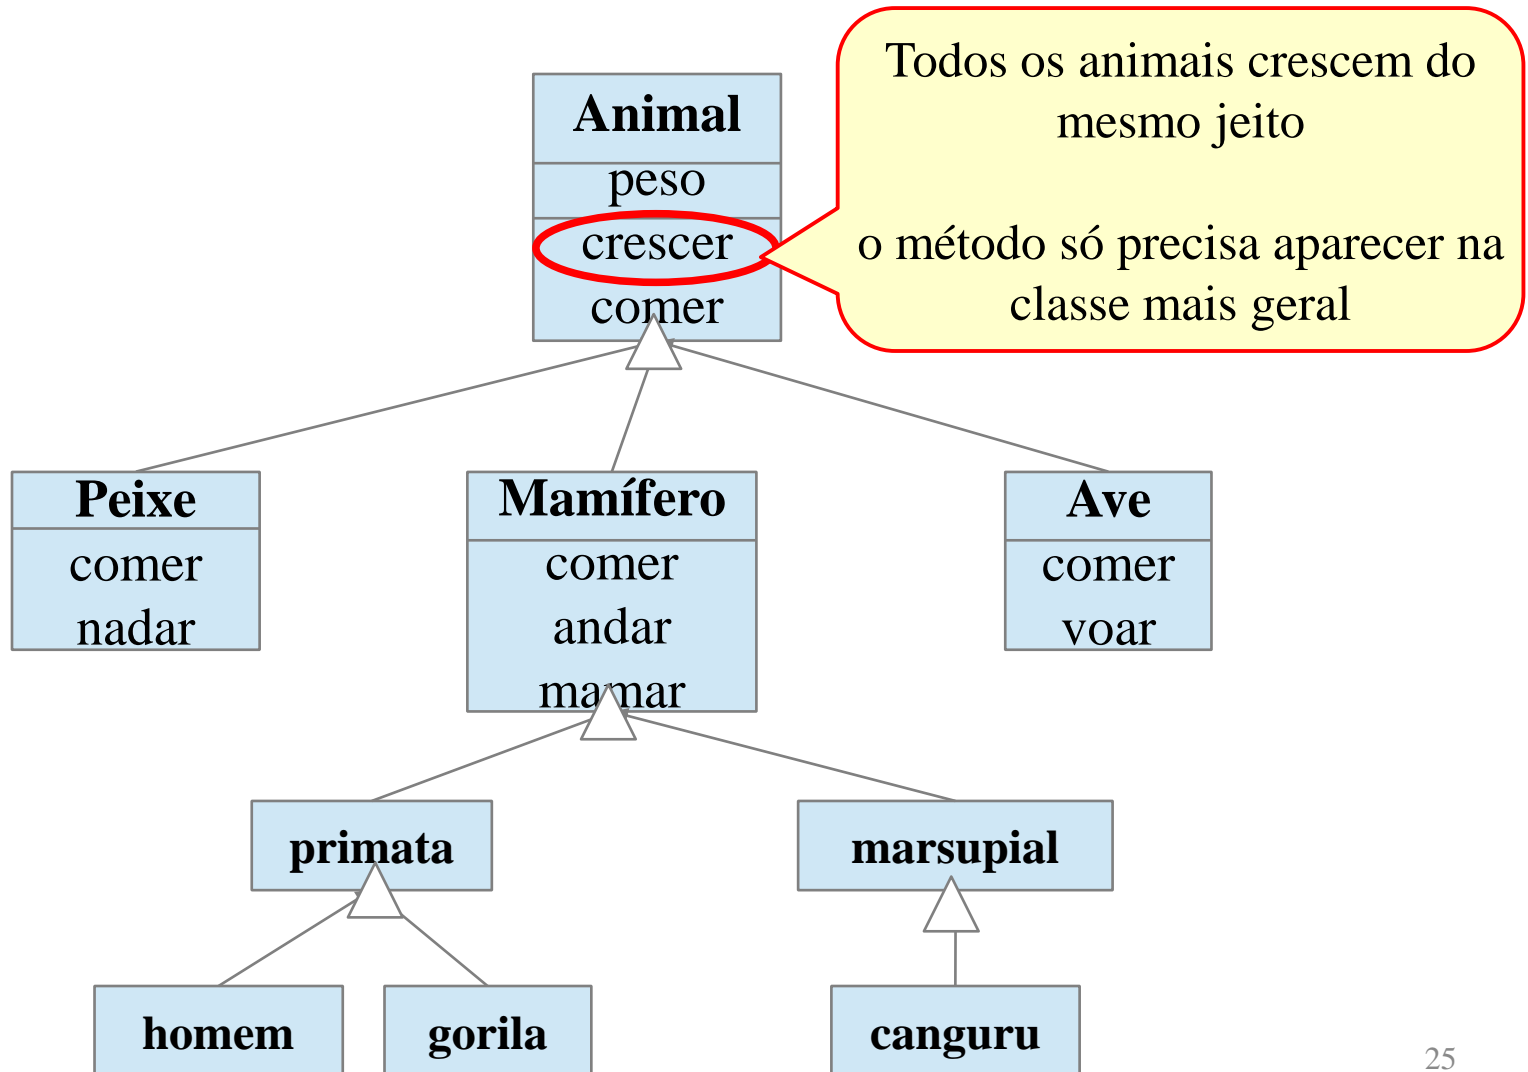 Todos os animais crescem do
mesmo jeito
o método só precisa aparecer na
classe mais geral
Animal
peso
crescer
comer
Peixe
comer
nadar
Mamífero
comer
andar
mamar
Ave
comer
voar
primata
marsupial
homem
gorila
canguru
25